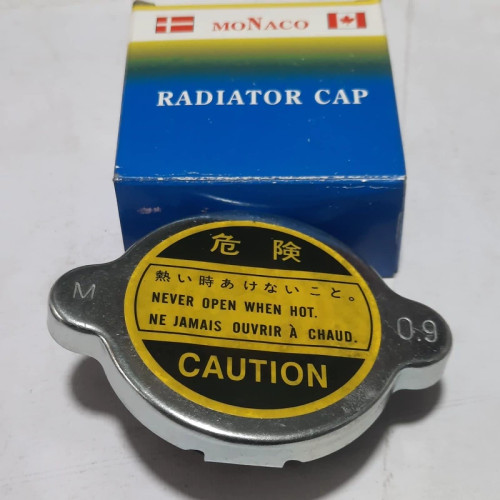 MONACO
RADIATOR CAP
危険
熱い時あけないこと。
NEVER OPEN WHEN HOT.
NE JAMAIS OUVRIR À CHAUD.
CAUTION
M
0.9